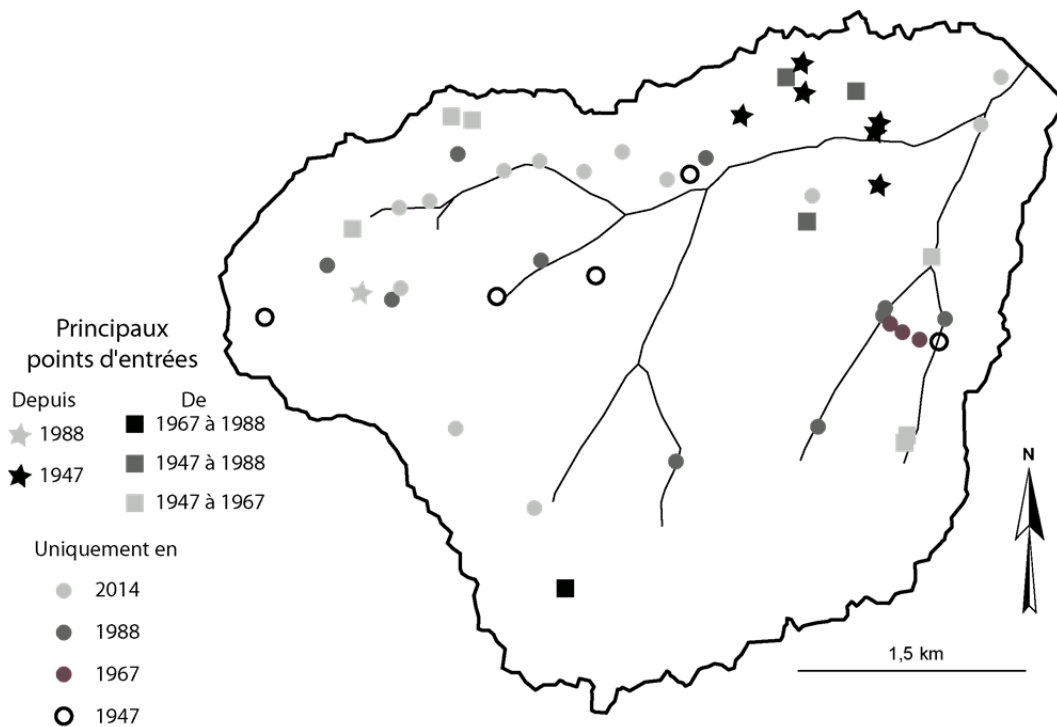 Principaux
points d'entrées
Depuis
1988
1947
De
1967 à 1988
1947 à 1988
1947 à 1967
Uniquement en
2014
1988
1967
1947
N
1,5 km